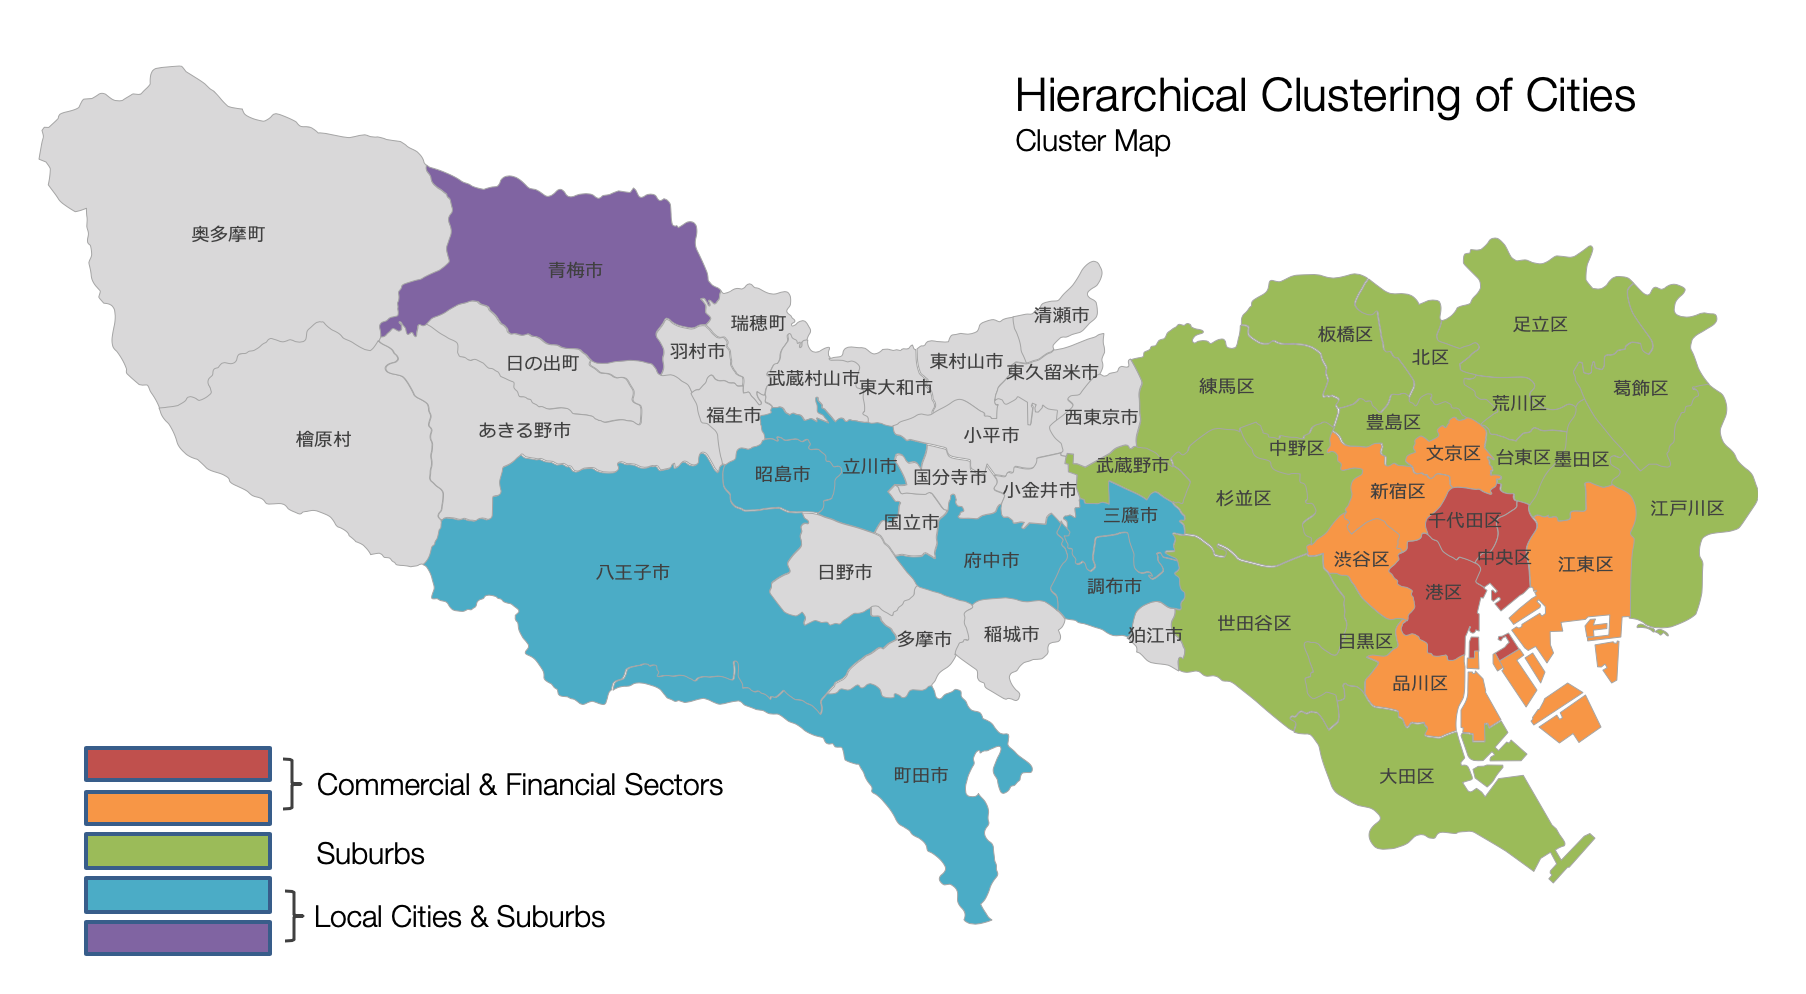 Hierarchical Clustering of Cities
Cluster Map
奥多摩町
青梅市
檜原村
日の出町
あきる野市
羽村市
瑞穂町
福生市
武蔵村山市
東大和市
東村山市
清瀬市
東久留米市
西東京市
小平市
昭島市
立川市
国分寺市
小金井市
国立市
武蔵野市
三鷹市
八王子市
日野市
府中市
調布市
多摩市
稲城市
狛江市
町田市
練馬区
板橋区
北区
足立区
葛飾区
荒川区
豊島区
中野区
文京区
台東区
墨田区
杉並区
新宿区
千代田区
江戸川区
渋谷区
中央区
江東区
港区
世田谷区
目黒区
品川区
大田区
Commercial & Financial Sectors
Suburbs
Local Cities & Suburbs